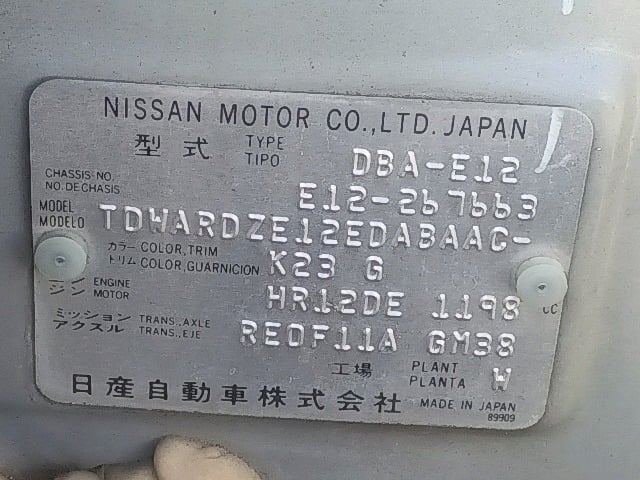 NISSAN MOTOR CO.,LTD. JAPAN
型式 TYPE TIPO DBA-E12
CHASSIS-NO. NO.DE CHASIS E12-267663
MODEL MODELO TDWARDZE12EDABAAC-
カラー COLOR,TRIM
トリム COLOR,GUARNICION K23 G
ENGINE
ジン MOTOR HR12DE 1198 CC
ミッション TRANS.,AXLE
アクスル TRANS.,EJE RE0F11A GM38
工場 PLANT PLANTA W
日産自動車株式会社 MADE IN JAPAN
89909